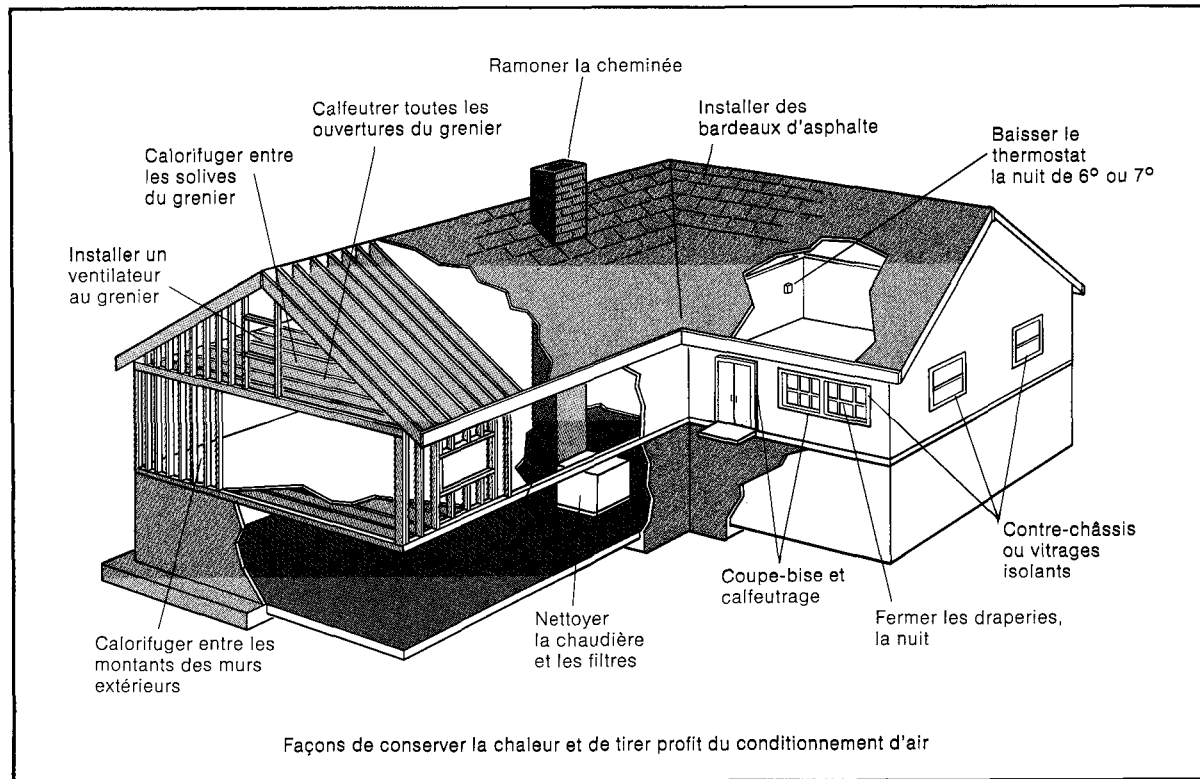 Ramoner la cheminée
Calfeutrer toutes les
ouvertures du grenier
Installer des
bardeaux d'asphalte
Baisser le
thermostat
la nuit de 6° ou 7°
Calorifuger entre
les solives
du grenier
Installer un
ventilateur
au grenier
Contre-châssis
ou vitrages
isolants
Coupe-bise et
calfeutrage
Fermer les draperies,
la nuit
Nettoyer
la chaudière
et les filtres
Calorifuger entre les
montants des murs
extérieurs
Façons de conserver la chaleur et de tirer profit du conditionnement d'air